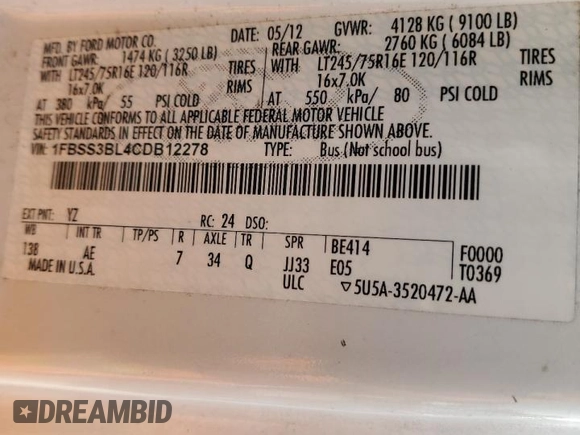 MFD. BY FORD MOTOR CO.
DATE: 05/12 GVWR: 4128 KG ( 9100 LB)
FRONT GAWR: 1474 KG ( 3250 LB)
REAR GAWR: 2760 KG ( 6084 LB)
WITH LT245/75R16E 120/116R TIRES
WITH LT245/75R16E 120/116R TIRES
16x7.0K RIMS
16x7.0K RIMS
AT 380 kPa/ 55 PSI COLD
AT 550 kPa/ 80 PSI COLD
THIS VEHICLE CONFORMS TO ALL APPLICABLE FEDERAL MOTOR VEHICLE
SAFETY STANDARDS IN EFFECT ON THE DATE OF MANUFACTURE SHOWN ABOVE.
VIN: 1FBSS3BL4CDB12278 TYPE: Bus (Not school bus)
EXT PNT: YZ RC: 24 DSO:
WB INT TR TP/PS R AXLE TR SPR BE414 F0000
138 AE 7 34 Q JJ33 E05 T0369
MADE IN U.S.A. ULC ▽5U5A-3520472-AA
DREAMBID